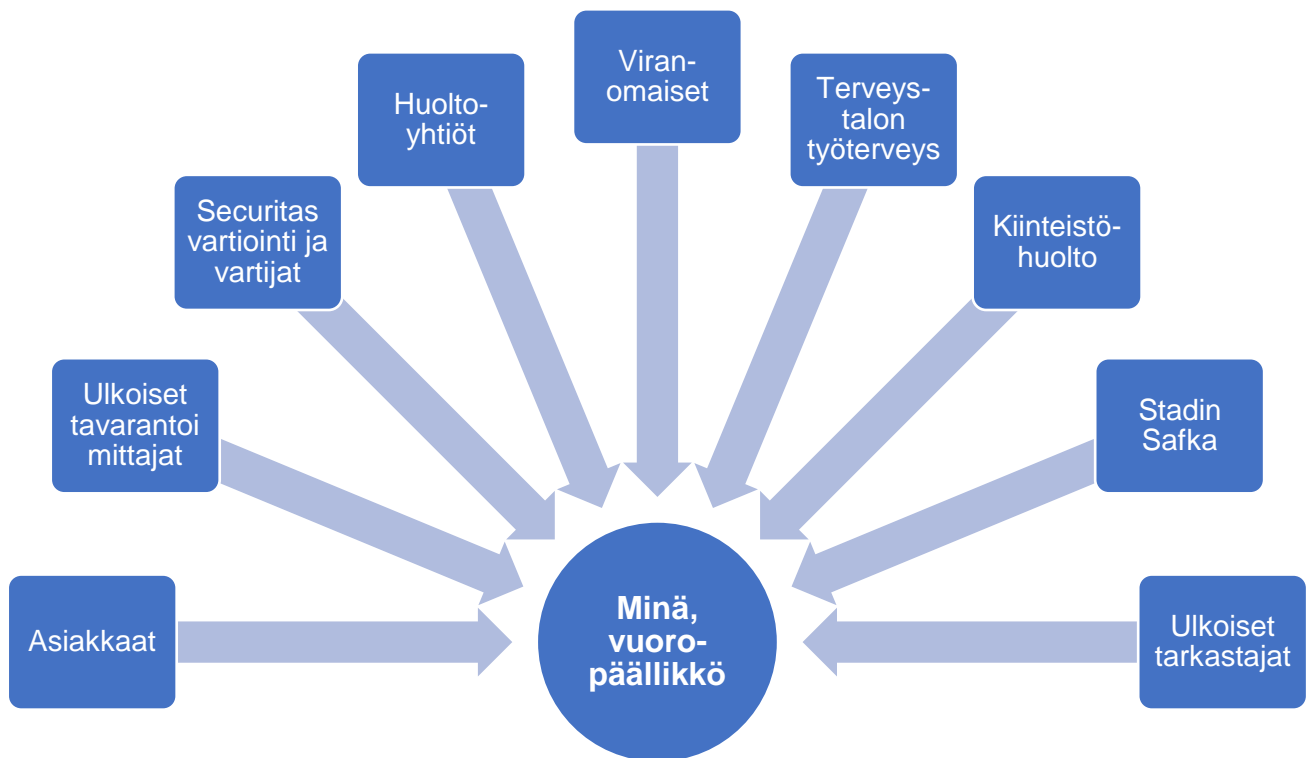 Viran-
omaiset
Huolto-
yhtiöt
Terveys-
talon
työterveys
Securitas
vartiointi ja
vartijat
Kiinteistö-
huolto
Ulkoiset
tavarantoi
mittajat
Stadin
Safka
Asiakkaat
Minä,
vuoro-
päällikkö
Ulkoiset
tarkastajat